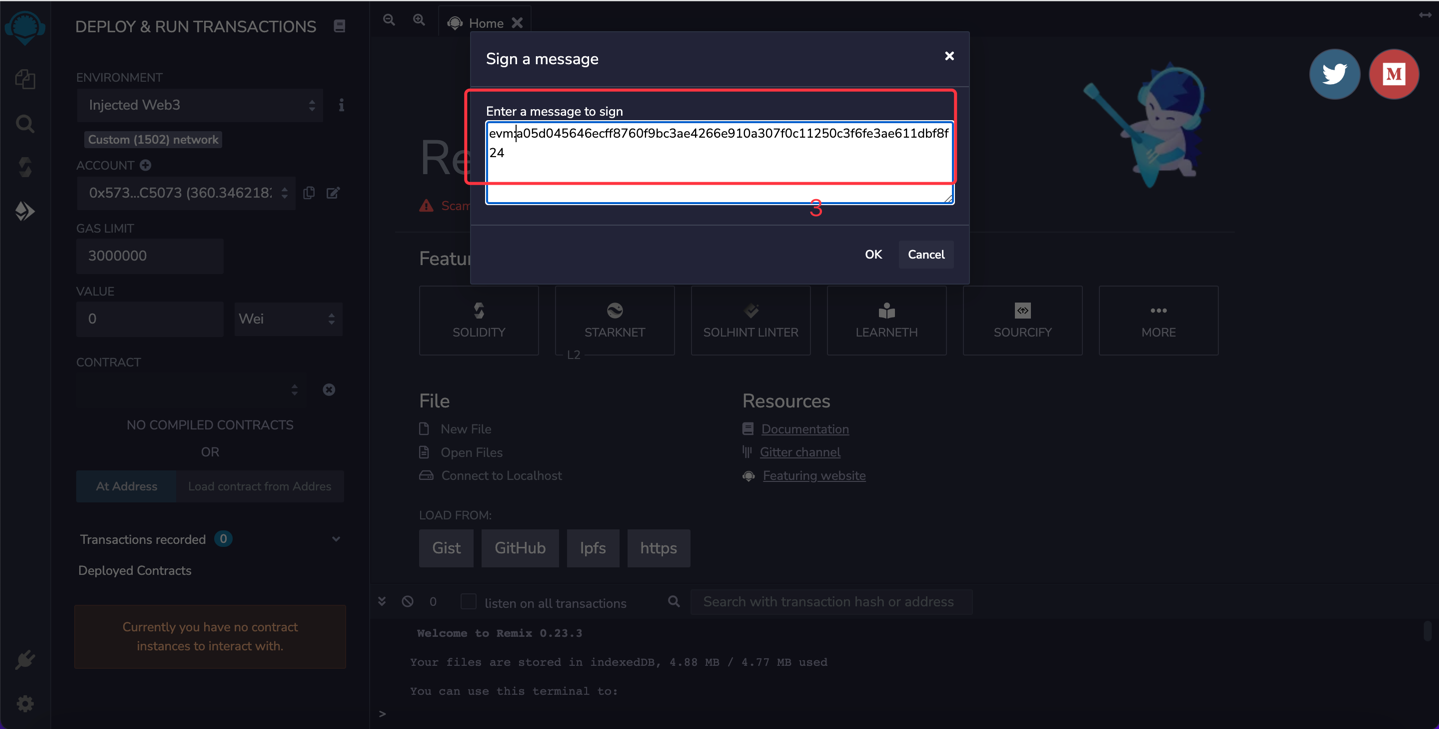 DEPLOY & RUN TRANSACTIONS
Home
ENVIRONMENT
Injected Web3
Custom (1502) network
ACCOUNT
0x573...C5073 (360.346218
GAS LIMIT
3000000
VALUE
0
Wei
CONTRACT
NO COMPILED CONTRACTS
OR
At Address
Load contract from Addres
Transactions recorded 0
Deployed Contracts
Currently you have no contract
instances to interact with.
Sign a message
Enter a message to sign
evm:a05d045646ecff8760f9bc3ae4266e910a307f0c11250c3f6fe3ae611dbf8f
24
3
OK
Cancel
Re
Scam
Featu
SOLIDITY
STARKNET
L2
SOLHINT LINTER
LEARNETH
SOURCIFY
MORE
File
New File
Open Files
Connect to Localhost
Resources
Documentation
Gitter channel
Featuring website
LOAD FROM:
Gist
GitHub
Ipfs
https
0
listen on all transactions
Search with transaction hash or address
Welcome to Remix 0.23.3
Your files are stored in indexedDB, 4.88 MB / 4.77 MB used
You can use this terminal to:
>